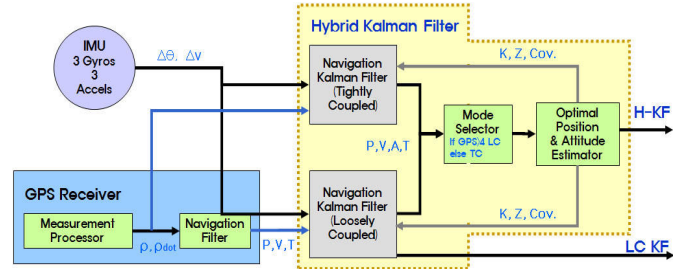 Hybrid Kalman Filter
IMU
3 Gyros
3
Accels
Δθ, Δv
K, Z, Cov.
Navigation
Kalman Filter
(Tightly
Coupled)
H-KF
Mode
Selector
If GPS)4 LC
else TC
Optimal
Position
& Attitude
Estimator
P,V,A,T
GPS Receiver
Measurement
Processor
ρ, ρdot
Navigation
Filter
P,V,T
Navigation
Kalman Filter
(Loosely
Coupled)
K, Z, Cov.
LC KF